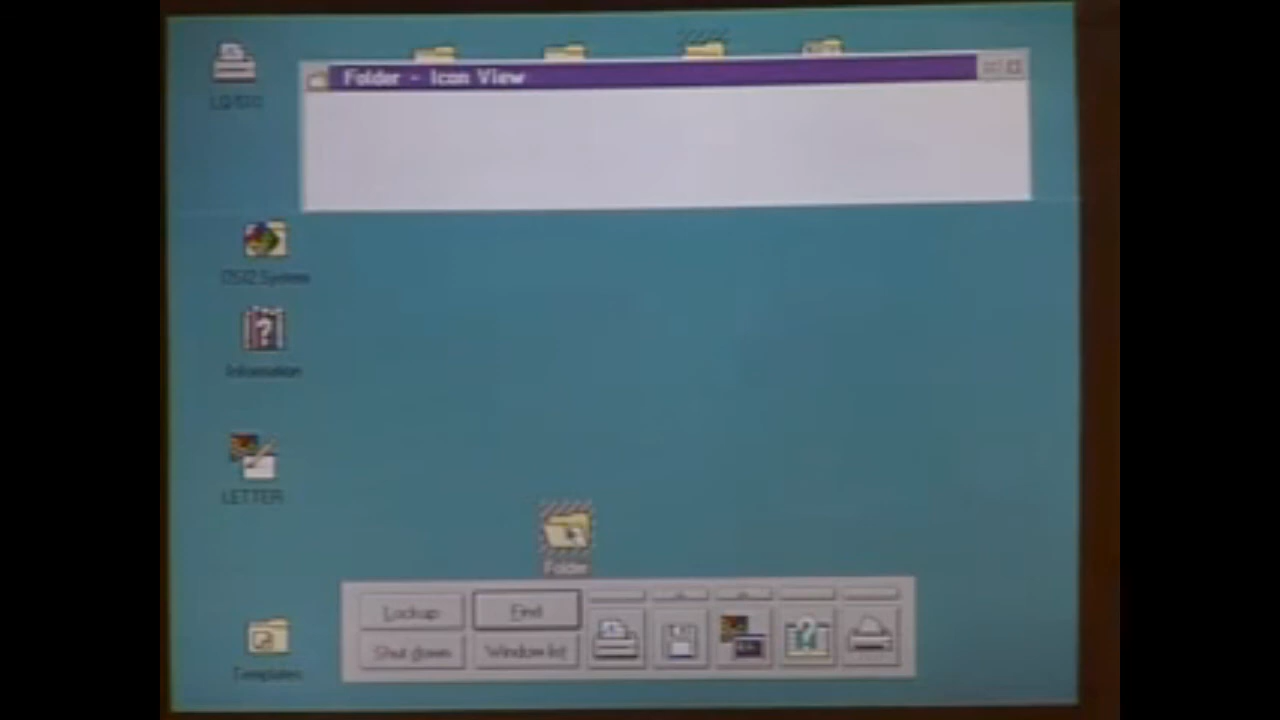 Folder - Icon View
OS/2 System
Information
LETTER
Folder
Lockup
Find
Shut down
Window list
Templates